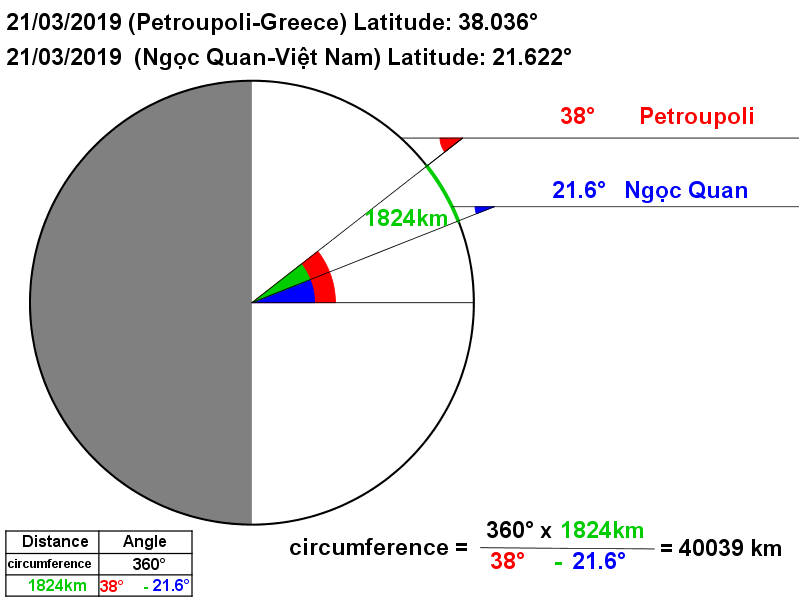 21/03/2019 (Petroupoli-Greece) Latitude: 38.036°
21/03/2019 (Ngọc Quan-Việt Nam) Latitude: 21.622°
38° Petroupoli
21.6° Ngọc Quan
1824km
360° x 1824km
circumference = = 40039 km
38° - 21.6°
Distance Angle
circumference 360°
1824km 38° - 21.6°